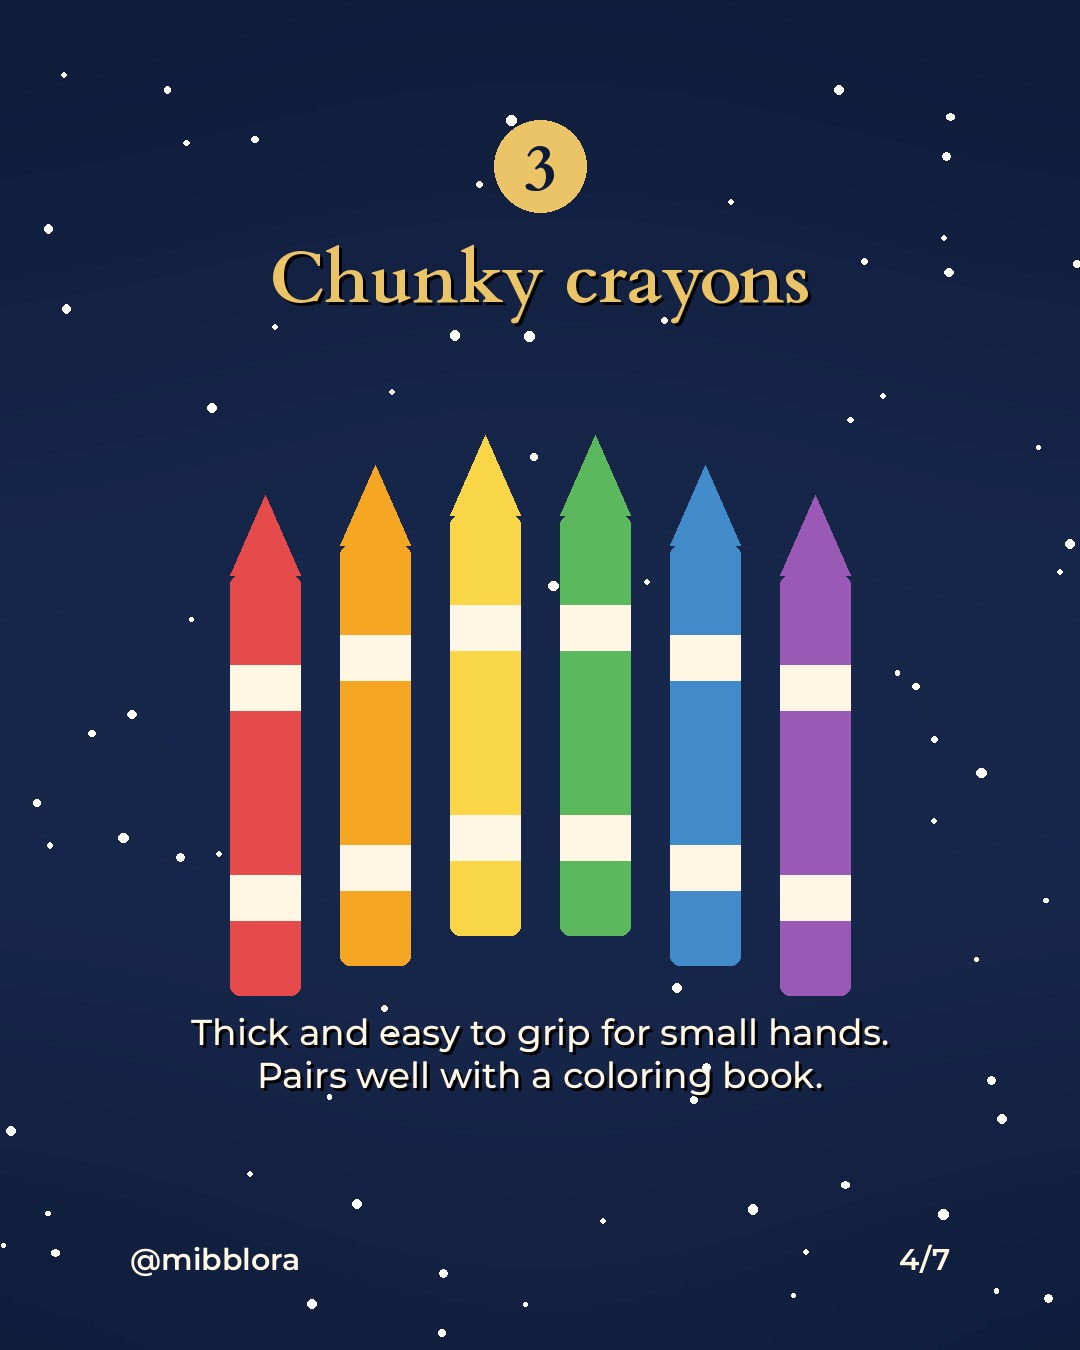 3
Chunky crayons
Thick and easy to grip for small hands.
Pairs well with a coloring book.
@mibblora
4/7